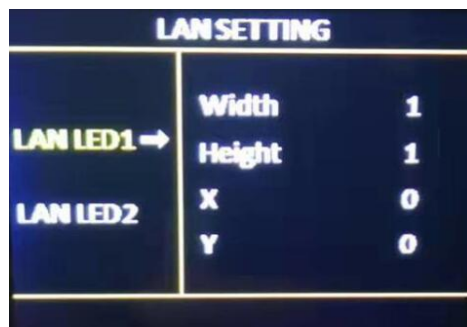 LAN SETTING
LAN LED1 →
LAN LED2
Width 1
Height 1
X 0
Y 0